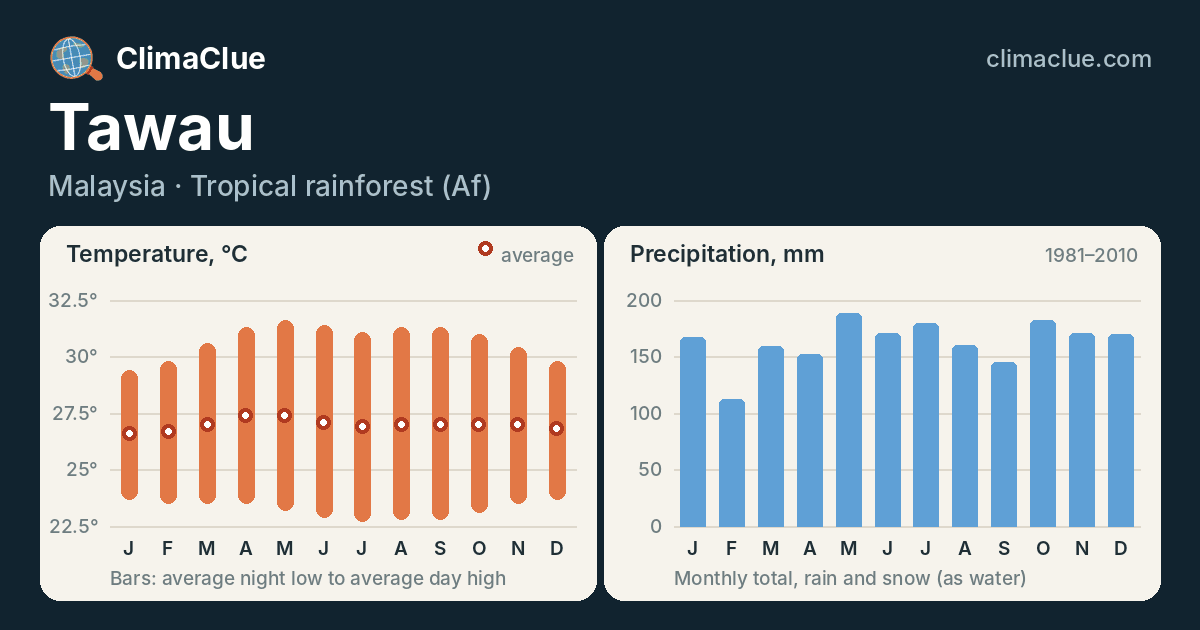 ClimaClue
climaclue.com
Tawau
Malaysia · Tropical rainforest (Af)
Temperature, °C
average
32.5°
30°
27.5°
25°
22.5°
J F M A M J J A S O N D
Bars: average night low to average day high
Precipitation, mm
1981–2010
200
150
100
50
0
J F M A M J J A S O N D
Monthly total, rain and snow (as water)